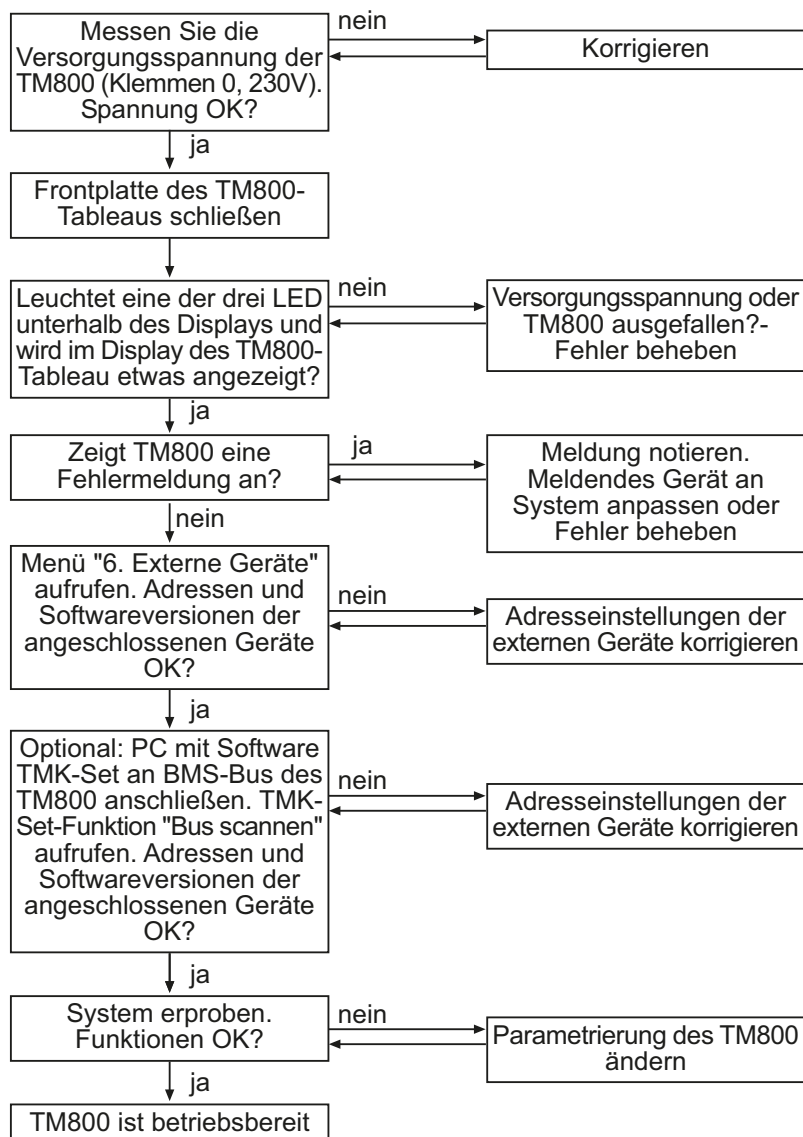 Messen Sie die
Versorgungsspannung der
TM800 (Klemmen 0, 230V).
Spannung OK?
nein
Korrigieren
ja
Frontplatte des TM800-
Tableaus schließen
Leuchtet eine der drei LED
unterhalb des Displays und
wird im Display des TM800-
Tableau etwas angezeigt?
nein
Versorgungsspannung oder
TM800 ausgefallen?-
Fehler beheben
ja
Zeigt TM800 eine
Fehlermeldung an?
ja
Meldung notieren.
Meldendes Gerät an
System anpassen oder
Fehler beheben
nein
Menü "6. Externe Geräte"
aufrufen. Adressen und
Softwareversionen der
angeschlossenen Geräte
OK?
nein
Adresseinstellungen der
externen Geräte korrigieren
ja
Optional: PC mit Software
TMK-Set an BMS-Bus des
TM800 anschließen. TMK-
Set-Funktion "Bus scannen"
aufrufen. Adressen und
Softwareversionen der
angeschlossenen Geräte
OK?
nein
Adresseinstellungen der
externen Geräte korrigieren
ja
System erproben.
Funktionen OK?
nein
Parametrierung des TM800
ändern
ja
TM800 ist betriebsbereit